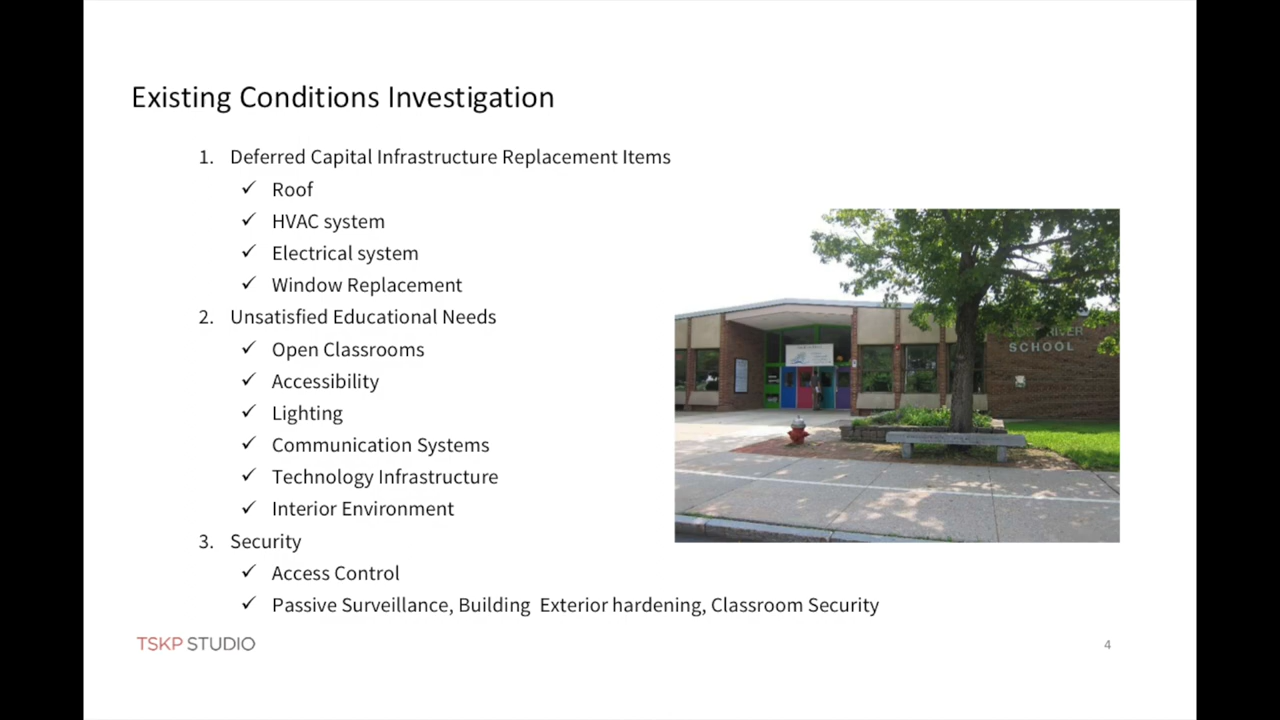 Existing Conditions Investigation
1. Deferred Capital Infrastructure Replacement Items
✓ Roof
✓ HVAC system
✓ Electrical system
✓ Window Replacement
2. Unsatisfied Educational Needs
✓ Open Classrooms
✓ Accessibility
✓ Lighting
✓ Communication Systems
✓ Technology Infrastructure
✓ Interior Environment
3. Security
✓ Access Control
✓ Passive Surveillance, Building Exterior hardening, Classroom Security
RIVER
SCHOOL
TSKP STUDIO
4